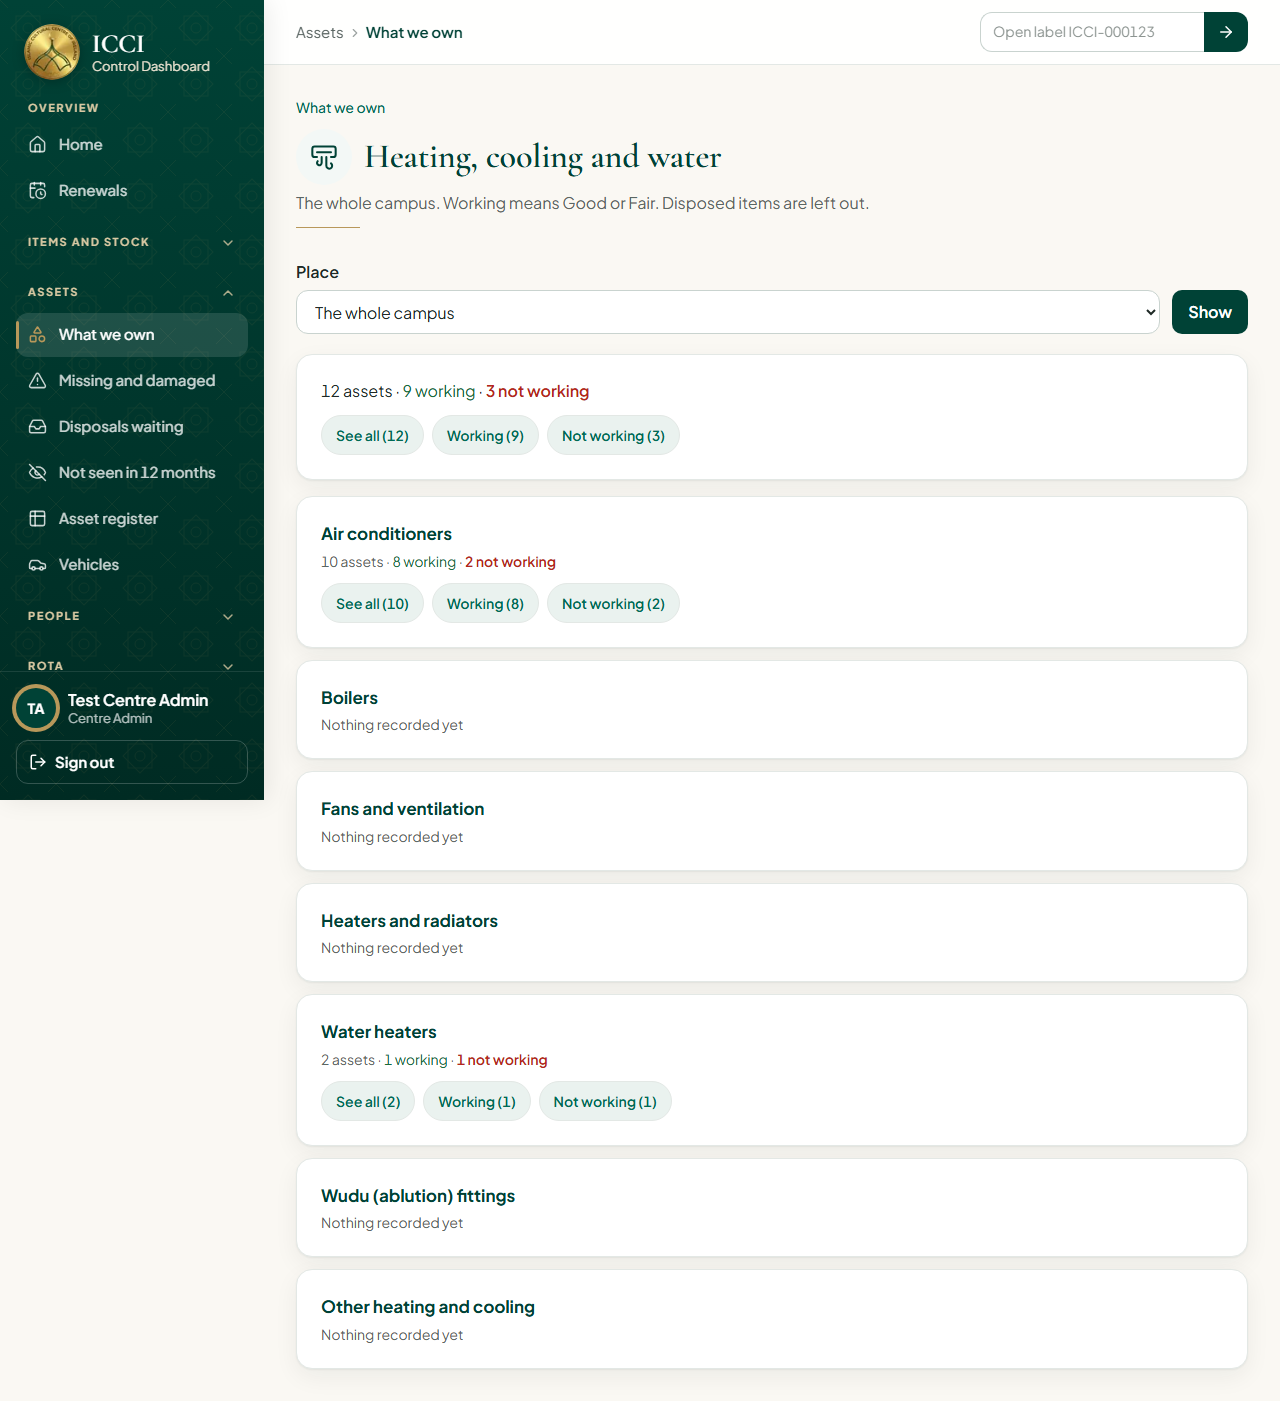 ICCI
Control Dashboard
OVERVIEW
Home
Renewals
ITEMS AND STOCK
ASSETS
What we own
Missing and damaged
Disposals waiting
Not seen in 12 months
Asset register
Vehicles
PEOPLE
ROTA
TA
Test Centre Admin
Centre Admin
Sign out
Assets > What we own
Open label ICCI-000123
What we own
Heating, cooling and water
The whole campus. Working means Good or Fair. Disposed items are left out.
Place
The whole campus
Show
12 assets · 9 working · 3 not working
See all (12) Working (9) Not working (3)
Air conditioners
10 assets · 8 working · 2 not working
See all (10) Working (8) Not working (2)
Boilers
Nothing recorded yet
Fans and ventilation
Nothing recorded yet
Heaters and radiators
Nothing recorded yet
Water heaters
2 assets · 1 working · 1 not working
See all (2) Working (1) Not working (1)
Wudu (ablution) fittings
Nothing recorded yet
Other heating and cooling
Nothing recorded yet